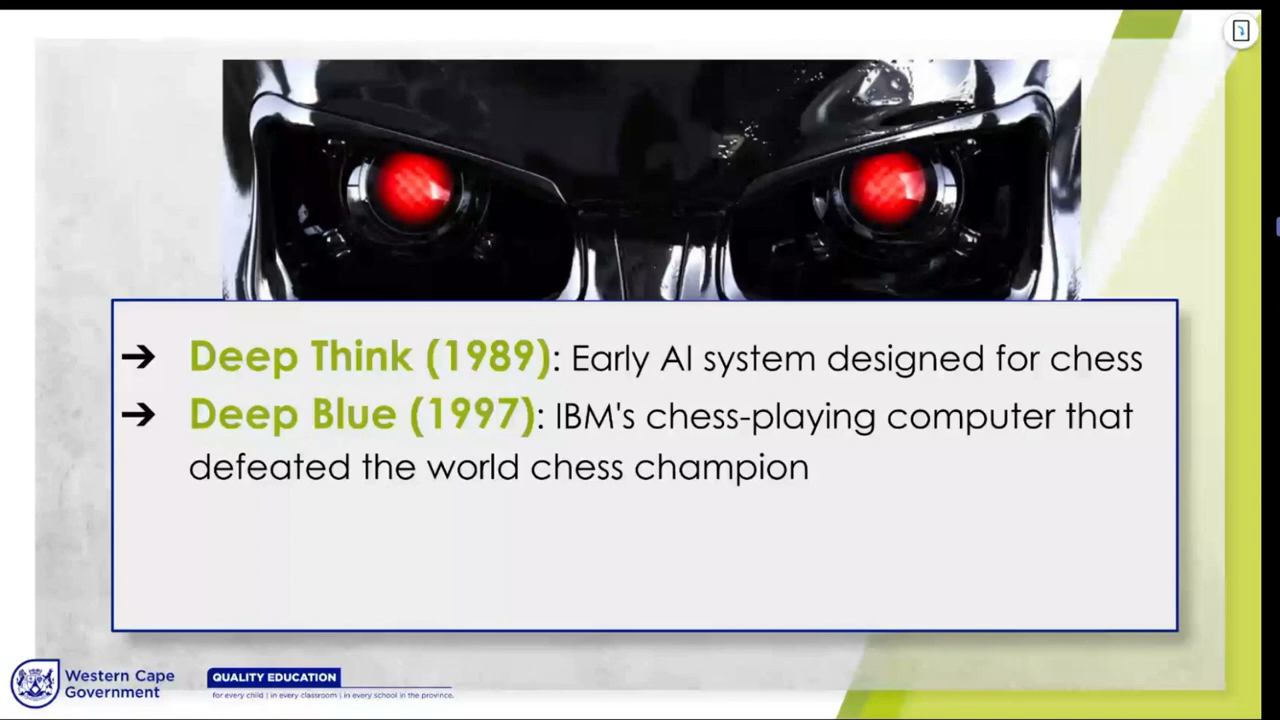 ➔ Deep Think (1989): Early AI system designed for chess
➔ Deep Blue (1997): IBM's chess-playing computer that
defeated the world chess champion
Western Cape
Government
QUALITY EDUCATION
for every child | in every classroom | in every school in the province.